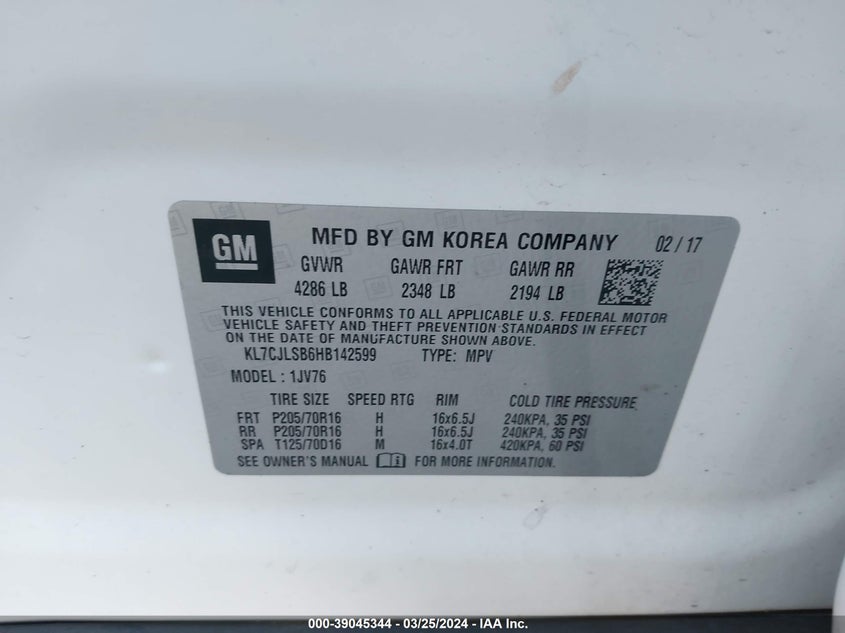 GM MFD BY GM KOREA COMPANY 02 / 17
GVWR GAWR FRT GAWR RR
4286 LB 2348 LB 2194 LB
THIS VEHICLE CONFORMS TO ALL APPLICABLE U.S. FEDERAL MOTOR
VEHICLE SAFETY AND THEFT PREVENTION STANDARDS IN EFFECT
ON THE DATE OF MANUFACTURE SHOWN ABOVE.
KL7CJLSB6HB142599 TYPE: MPV
MODEL : 1JV76
TIRE SIZE SPEED RTG RIM COLD TIRE PRESSURE
FRT P205/70R16 H 16x6.5J 240KPA, 35 PSI
RR P205/70R16 H 16x6.5J 240KPA, 35 PSI
SPA T125/70D16 M 16x4.0T 420KPA, 60 PSI
SEE OWNER'S MANUAL FOR MORE INFORMATION.
000-39045344 / 03/25/2024 - IAA Inc.